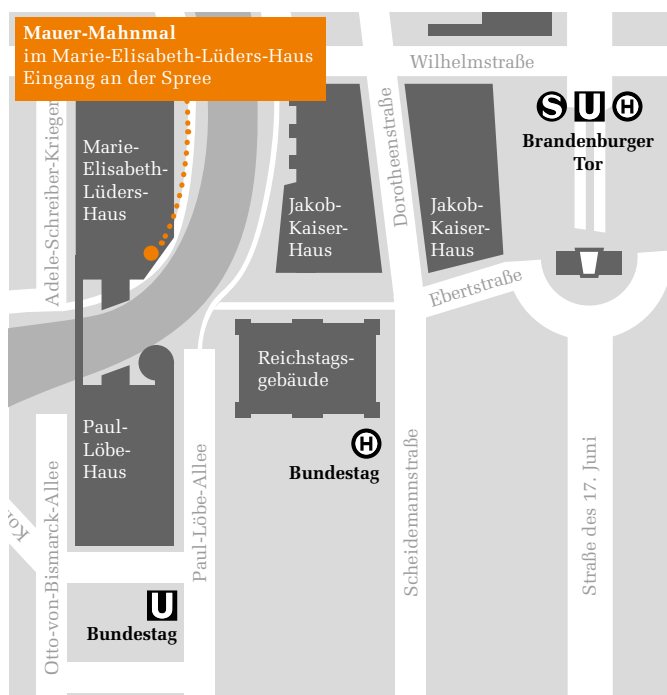 Mauer-Mahnmal
im Marie-Elisabeth-Lüders-Haus
Eingang an der Spree
Wilhelmstraße
S U H
Brandenburger
Tor
Adele-Schreiber-Krieger
Marie-
Elisabeth-
Lüders-
Haus
Dorotheenstraße
Jakob-
Kaiser-
Haus
Jakob-
Kaiser-
Haus
Ebertstraße
Reichstags-
gebäude
Paul-
Löbe-
Haus
H
Bundestag
Otto-von-Bismarck-Allee
Paul-Löbe-Allee
Scheidemannstraße
Straße des 17. Juni
U
Bundestag